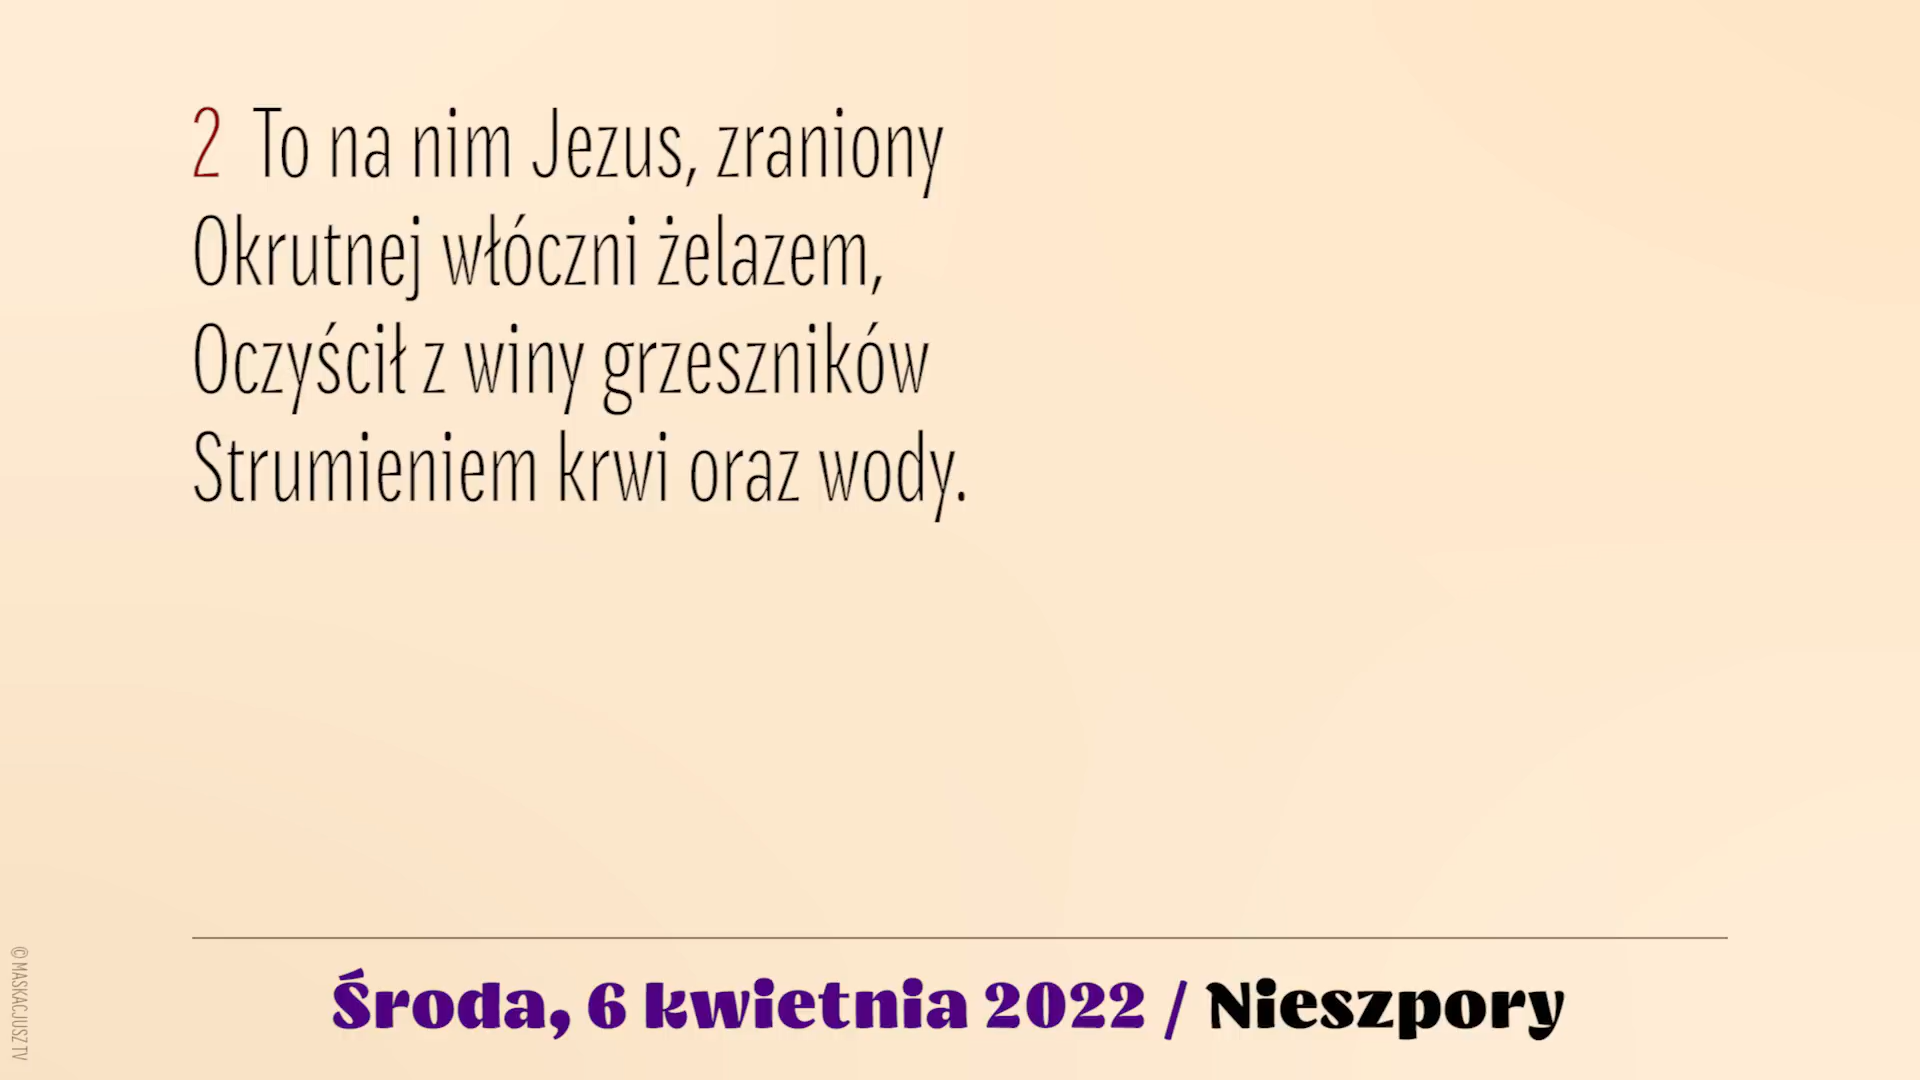 2 To na nim Jezus, zraniony
Okrutnej włóczni żelazem,
Oczyścił z winy grzeszników
Strumieniem krwi oraz wody.
Środa, 6 kwietnia 2022 / Nieszpory
© MASKACJUSZ TV